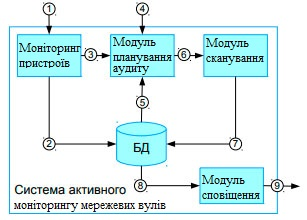 1
4
Моніторинг
пристроїв
3
Модуль
планування
аудиту
6
Модуль
сканування
5
2
БД
7
8
Модуль
сповіщення
9
Система активного
моніторингу мережевих вулів